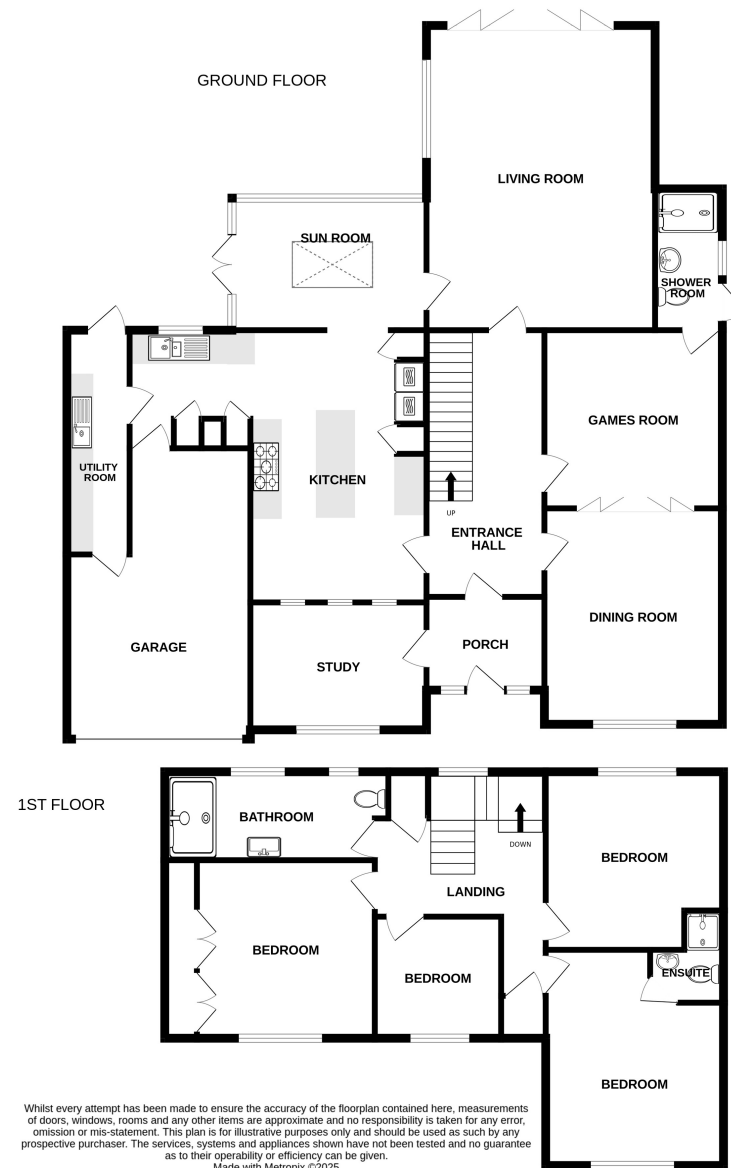 GROUND FLOOR
LIVING ROOM
SUN ROOM
SHOWER
ROOM
GAMES ROOM
UTILITY
ROOM
KITCHEN
UP
ENTRANCE
HALL
DINING ROOM
GARAGE
PORCH
STUDY
1ST FLOOR
BATHROOM
DOWN
BEDROOM
LANDING
BEDROOM
BEDROOM
ENSUITE
BEDROOM
Whilst every attempt has been made to ensure the accuracy of the floorplan contained here, measurements
of doors, windows, rooms and any other items are approximate and no responsibility is taken for any error,
omission or mis-statement. This plan is for illustrative purposes only and should be used as such by any
prospective purchaser. The services, systems and appliances shown have not been tested and no guarantee
as to their operability or efficiency can be given.
Made with Metropix ©2025